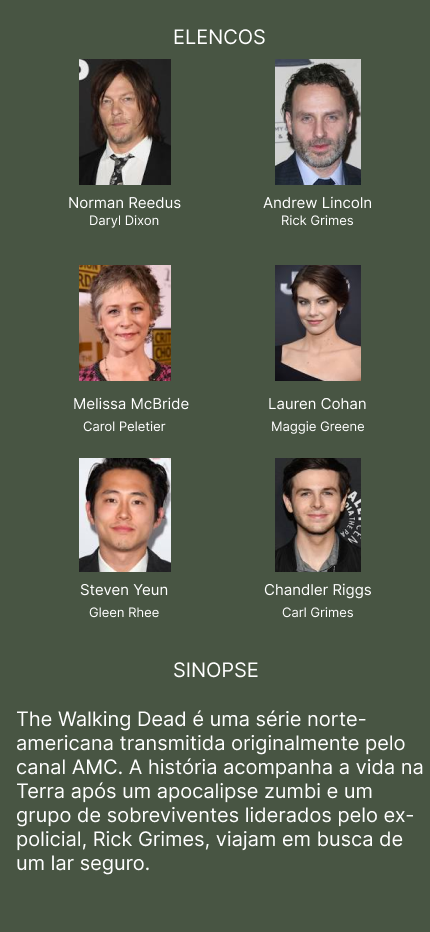 ELENCOS
Norman Reedus
Daryl Dixon
Andrew Lincoln
Rick Grimes
Melissa McBride
Carol Peletier
Lauren Cohan
Maggie Greene
Steven Yeun
Gleen Rhee
Chandler Riggs
Carl Grimes
SINOPSE
The Walking Dead é uma série norte-
americana transmitida originalmente pelo
canal AMC. A história acompanha a vida na
Terra após um apocalipse zumbi e um
grupo de sobreviventes liderados pelo ex-
policial, Rick Grimes, viajam em busca de
um lar seguro.